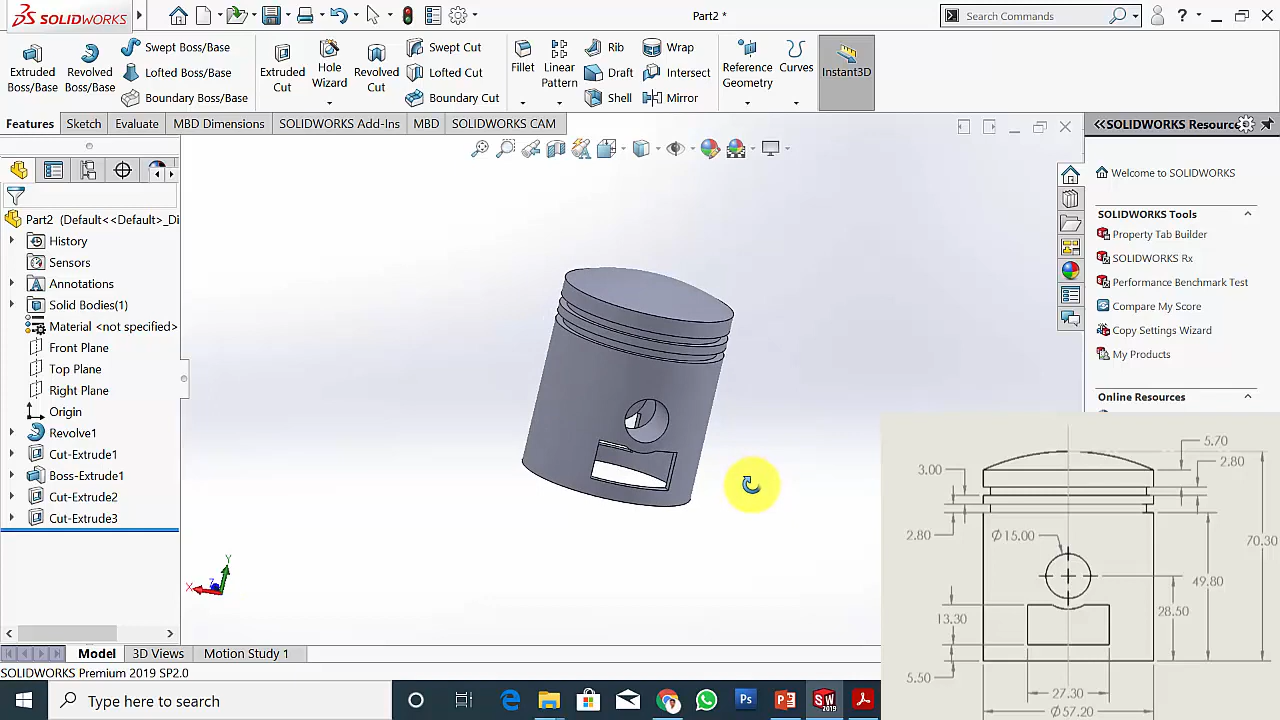 SOLIDWORKS
Part2 *
Search Commands
?
Extruded Boss/Base
Revolved Boss/Base
Swept Boss/Base
Lofted Boss/Base
Boundary Boss/Base
Extruded Cut
Hole Wizard
Revolved Cut
Swept Cut
Lofted Cut
Boundary Cut
Fillet
Linear Pattern
Rib
Draft
Shell
Wrap
Intersect
Mirror
Reference Geometry
Curves
Instant3D
Features
Sketch
Evaluate
MBD Dimensions
SOLIDWORKS Add-Ins
MBD
SOLIDWORKS CAM
Part2 (Default<<Default>_Di
History
Sensors
Annotations
Solid Bodies(1)
Material <not specified>
Front Plane
Top Plane
Right Plane
Origin
Revolve1
Cut-Extrude1
Boss-Extrude1
Cut-Extrude2
Cut-Extrude3
Y
X
Z
<<SOLIDWORKS Resourc
Welcome to SOLIDWORKS
SOLIDWORKS Tools
Property Tab Builder
SOLIDWORKS Rx
Performance Benchmark Test
Compare My Score
Copy Settings Wizard
My Products
Online Resources
5.70
3.00
2.80
2.80
Ø15.00
70.30
49.80
28.50
13.30
5.50
27.30
Ø57.20
Model
3D Views
Motion Study 1
SOLIDWORKS Premium 2019 SP2.0
Type here to search
Ps
SW
2019